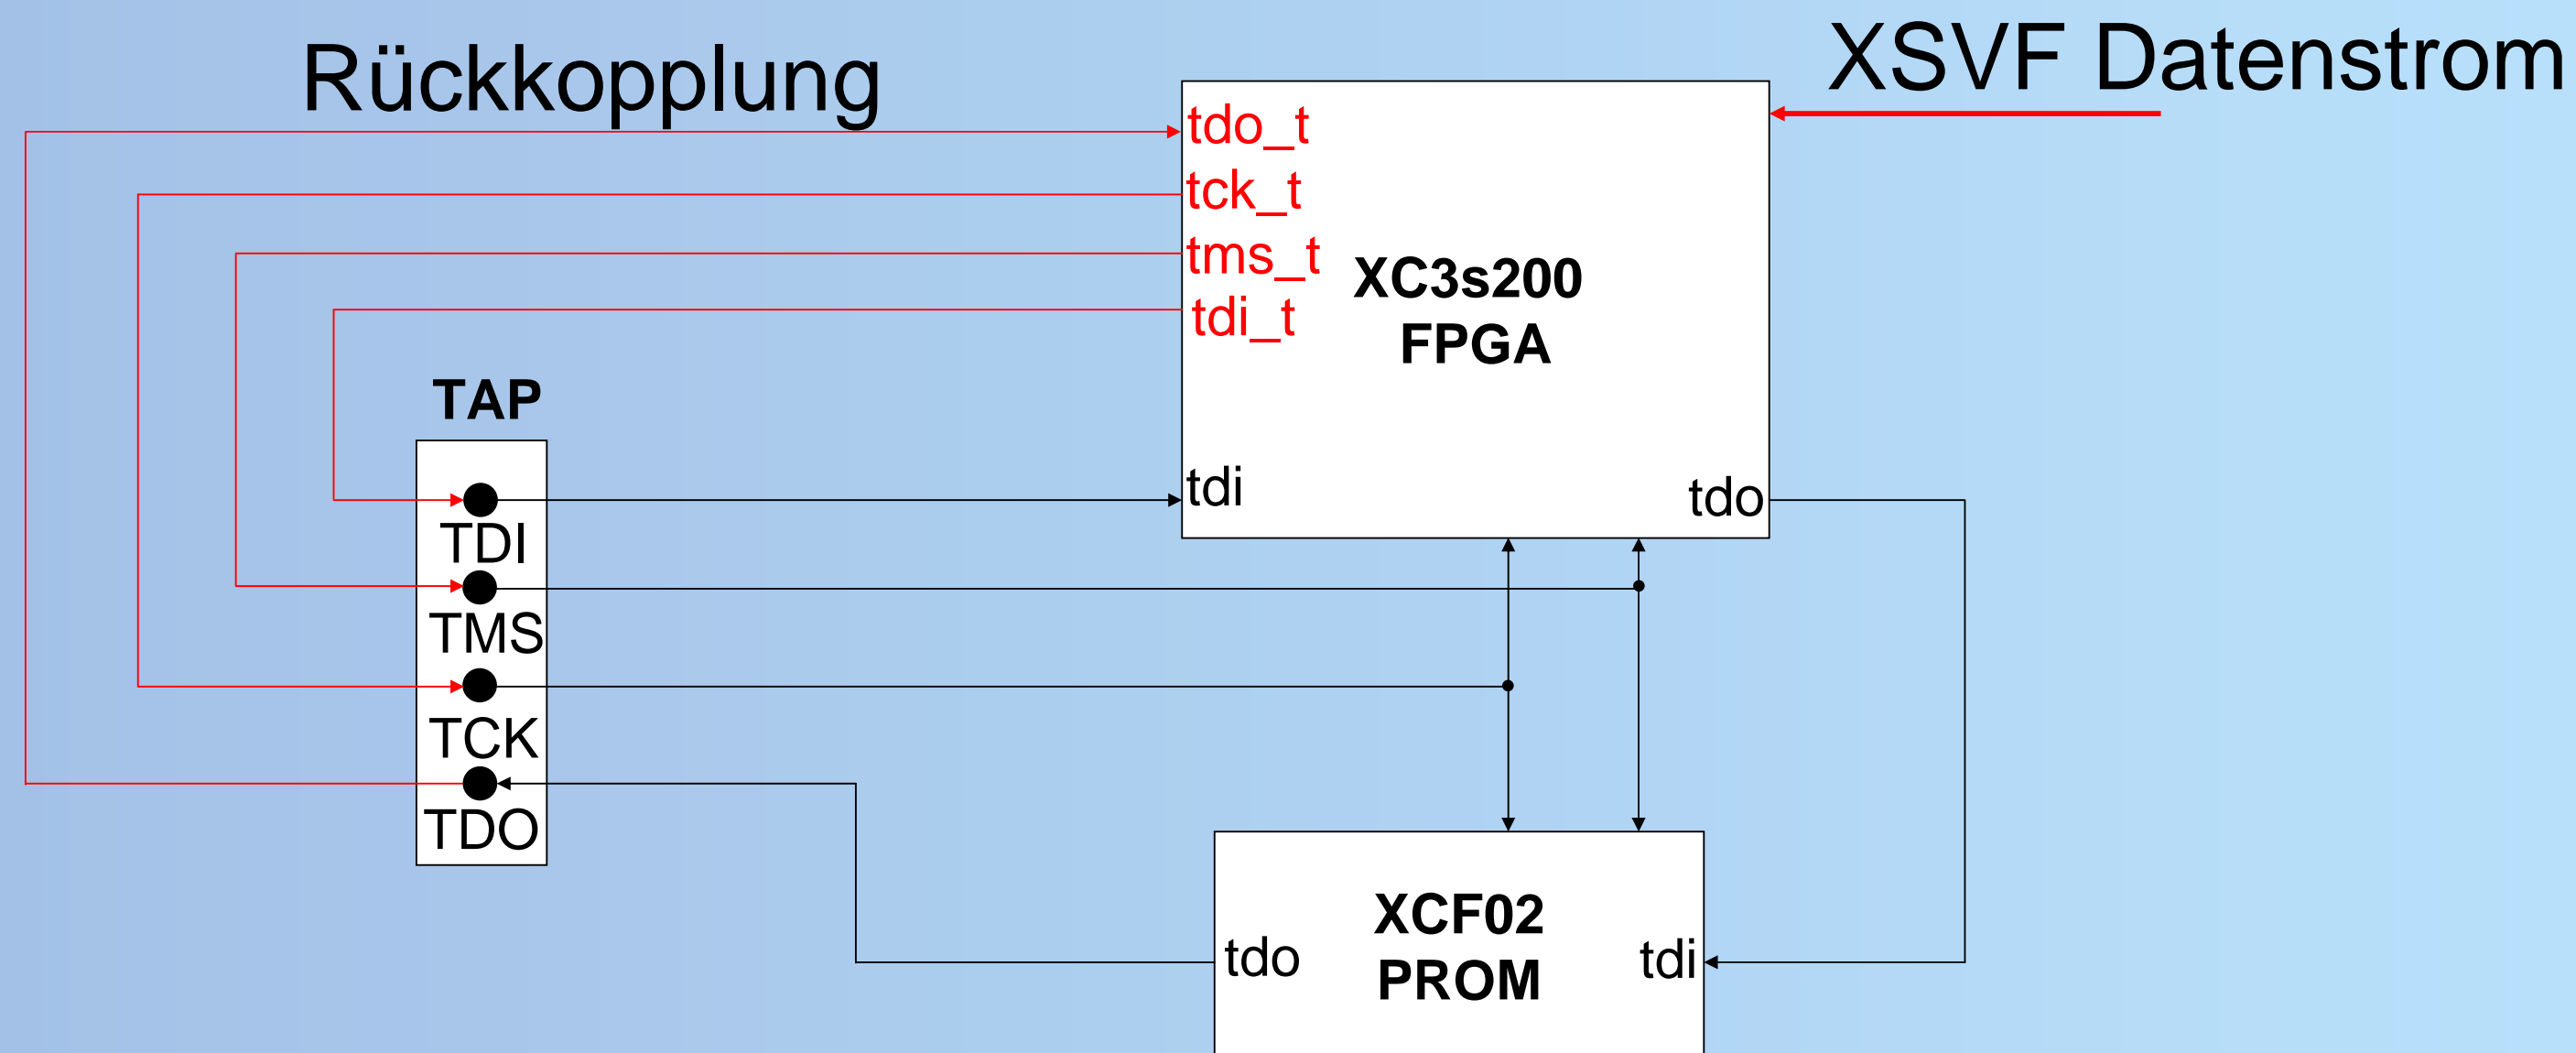 Rückkopplung
XSVF Datenstrom
tdo_t
tck_t
tms_t
tdi_t
XC3s200
FPGA
tdi
tdo
TAP
TDI
TMS
TCK
TDO
XCF02
PROM
tdo
tdi